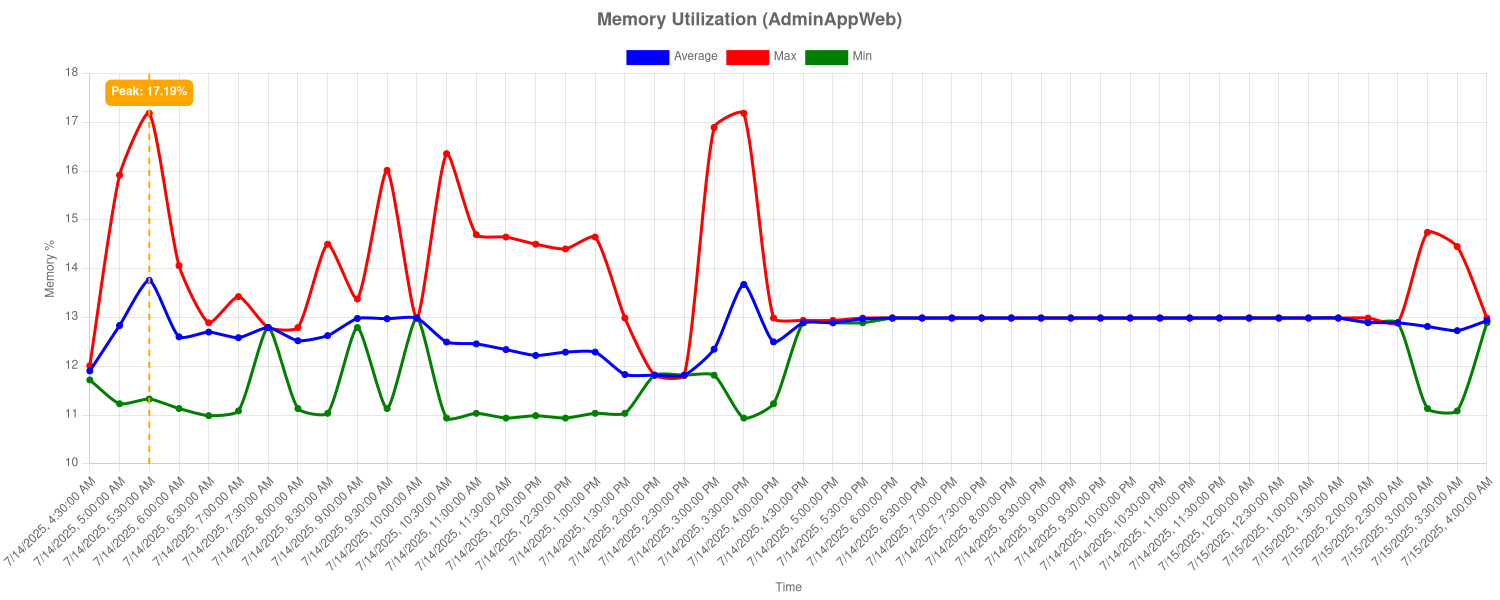 Memory Utilization (AdminAppWeb)
Average Max Min
Peak: 17.19%
Memory %
18
17
16
15
14
13
12
11
10
7/14/2025, 4:30:00 AM
7/14/2025, 5:00:00 AM
7/14/2025, 5:30:00 AM
7/14/2025, 6:00:00 AM
7/14/2025, 6:30:00 AM
7/14/2025, 7:00:00 AM
7/14/2025, 7:30:00 AM
7/14/2025, 8:00:00 AM
7/14/2025, 8:30:00 AM
7/14/2025, 9:00:00 AM
7/14/2025, 9:30:00 AM
7/14/2025, 10:00:00 AM
7/14/2025, 10:30:00 AM
7/14/2025, 11:00:00 AM
7/14/2025, 11:30:00 AM
7/14/2025, 12:00:00 PM
7/14/2025, 12:30:00 PM
7/14/2025, 1:00:00 PM
7/14/2025, 1:30:00 PM
7/14/2025, 2:00:00 PM
7/14/2025, 2:30:00 PM
7/14/2025, 3:00:00 PM
7/14/2025, 3:30:00 PM
7/14/2025, 4:00:00 PM
7/14/2025, 4:30:00 PM
7/14/2025, 5:00:00 PM
7/14/2025, 5:30:00 PM
7/14/2025, 6:00:00 PM
7/14/2025, 6:30:00 PM
7/14/2025, 7:00:00 PM
7/14/2025, 7:30:00 PM
7/14/2025, 8:00:00 PM
7/14/2025, 8:30:00 PM
7/14/2025, 9:00:00 PM
7/14/2025, 9:30:00 PM
7/14/2025, 10:00:00 PM
7/14/2025, 10:30:00 PM
7/14/2025, 11:00:00 PM
7/14/2025, 11:30:00 PM
7/15/2025, 12:00:00 AM
7/15/2025, 12:30:00 AM
7/15/2025, 1:00:00 AM
7/15/2025, 1:30:00 AM
7/15/2025, 2:00:00 AM
7/15/2025, 2:30:00 AM
7/15/2025, 3:00:00 AM
7/15/2025, 3:30:00 AM
7/15/2025, 4:00:00 AM
Time